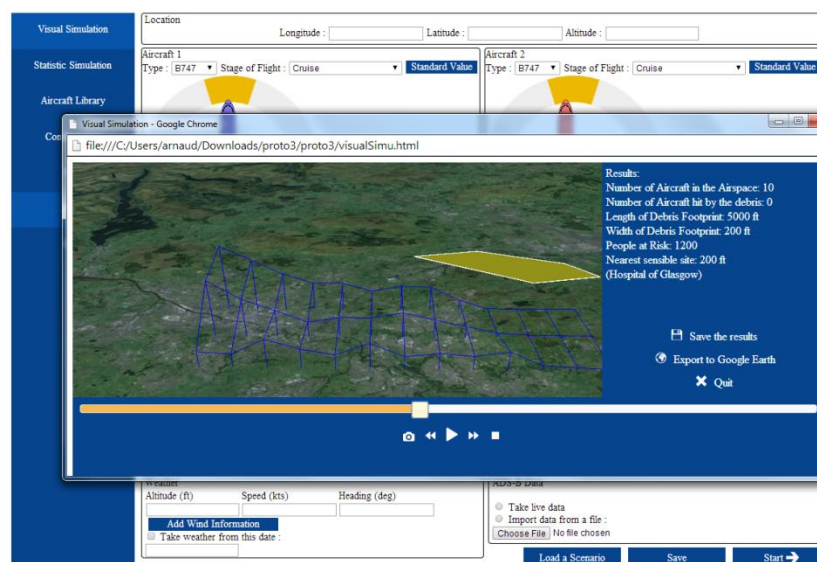 Visual Simulation
Statistic Simulation
Aircraft Library
Location
Longitude :
Latitude :
Altitude :
Aircraft 1
Type : B747 Stage of Flight : Cruise Standard Value
Aircraft 2
Type : B747 Stage of Flight : Cruise Standard Value
Visual Simulation - Google Chrome
file:///C:/Users/arnaud/Downloads/proto3/proto3/visualSimu.html
Results:
Number of Aircraft in the Airspace: 10
Number of Aircraft hit by the debris: 0
Length of Debris Footprint: 5000 ft
Width of Debris Footprint: 200 ft
People at Risk: 1200
Nearest sensible site: 200 ft
(Hospital of Glasgow)
Save the results
Export to Google Earth
Quit
Weather
Altitude (ft) Speed (kts) Heading (deg)
Add Wind Information
Take weather from this date :
ADS-B Data
Take live data
Import data from a file :
Choose File No file chosen
Load a Scenario Save Start